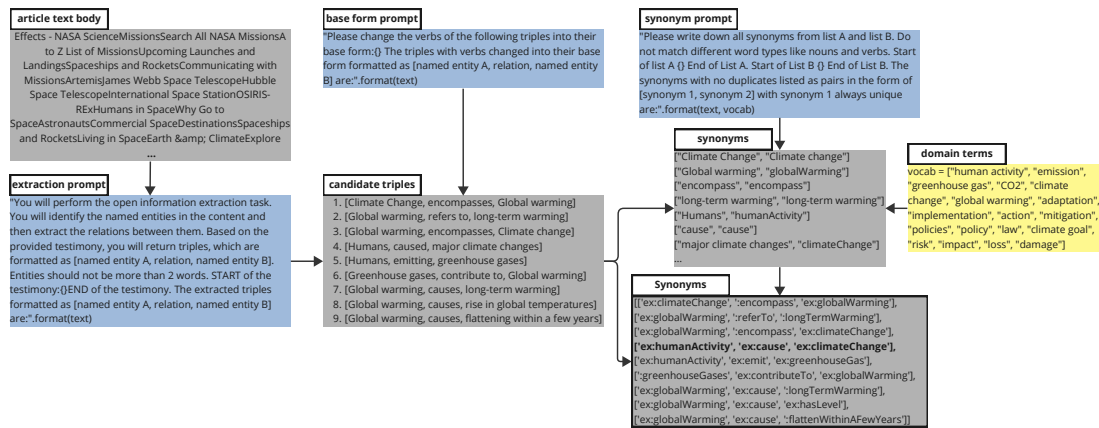 article text body
Effects - NASA ScienceMissionsSearch All NASA MissionsA
to Z List of MissionsUpcoming Launches and
LandingsSpaceships and RocketsCommunicating with
MissionsArtemisJames Webb Space TelescopeHubble
Space TelescopeInternational Space StationOSIRIS-
RExHumans in SpaceWhy Go to
SpaceAstronautsCommercial SpaceDestinationsSpaceships
and RocketsLiving in SpaceEarth &amp; ClimateExplore
...
extraction prompt
"You will perform the open information extraction task.
You will identify the named entities in the content and
then extract the relations between them. Based on the
provided testimony, you will return triples, which are
formatted as [named entity A, relation, named entity B].
Entities should not be more than 2 words. START of the
testimony:{}END of the testimony. The extracted triples
formatted as [named entity A, relation, named entity B]
are:".format(text)
base form prompt
"Please change the verbs of the following triples into their
base form:{} The triples with verbs changed into their base
form formatted as [named entity A, relation, named entity
B] are:".format(text)
candidate triples
1. [Climate Change, encompasses, Global warming]
2. [Global warming, refers to, long-term warming]
3. [Global warming, encompasses, Climate change]
4. [Humans, caused, major climate changes]
5. [Humans, emitting, greenhouse gases]
6. [Greenhouse gases, contribute to, Global warming]
7. [Global warming, causes, long-term warming]
8. [Global warming, causes, rise in global temperatures]
9. [Global warming, causes, flattening within a few years]
synonym prompt
"Please write down all synonyms from list A and list B. Do
not match different word types like nouns and verbs. Start
of list A {} End of List A. Start of List B {} End of List B. The
synonyms with no duplicates listed as pairs in the form of
[synonym 1, synonym 2] with synonym 1 always unique
are:".format(text, vocab)
synonyms
["Climate Change", "Climate change"]
["Global warming", "globalWarming"]
["encompass", "encompass"]
["long-term warming", "long-term warming"]
["Humans", "humanActivity"]
["cause", "cause"]
["major climate changes", "climateChange"]
...
domain terms
vocab = ["human activity", "emission",
"greenhouse gas", "CO2", "climate
change", "global warming", "adaptation",
"implementation", "action", "mitigation",
"policies", "policy", "law", "climate goal",
"risk", "impact", "loss", "damage"]
Synonyms
[['ex:climateChange', ':encompass', 'ex:globalWarming'],
['ex:globalWarming', ':referTo', ':longTermWarming'],
['ex:globalWarming', ':encompass', 'ex:climateChange'],
['ex:humanActivity', 'ex:cause', 'ex:climateChange'],
['ex:humanActivity', 'ex:emit', 'ex:greenhouseGas'],
[':greenhouseGases', 'ex:contributeTo', 'ex:globalWarming'],
['ex:globalWarming', 'ex:cause', ':longTermWarming'],
['ex:globalWarming', 'ex:cause', 'ex:hasLevel'],
['ex:globalWarming', 'ex:cause', ':flattenWithinAFewYears']]